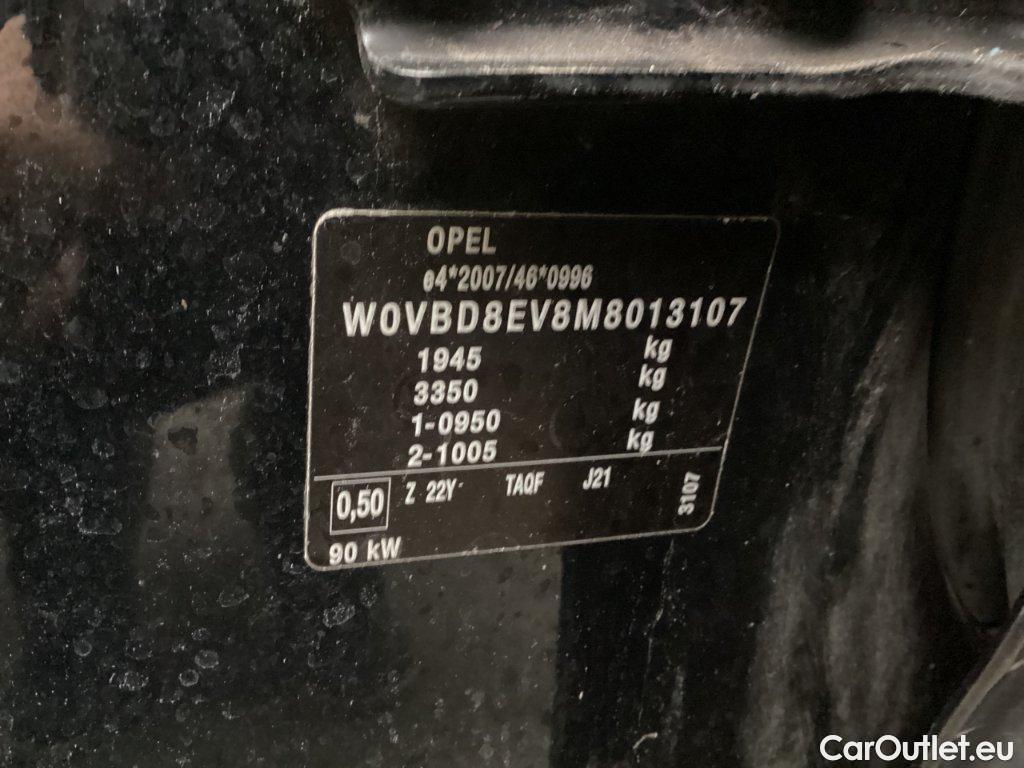 OPEL
e4*2007/46*0996
W0VBD8EV8M8013107
1945 kg
3350 kg
1-0950 kg
2-1005 kg
0,50 Z 22Y TAQF J21 3107
90 kW
CarOutlet.eu